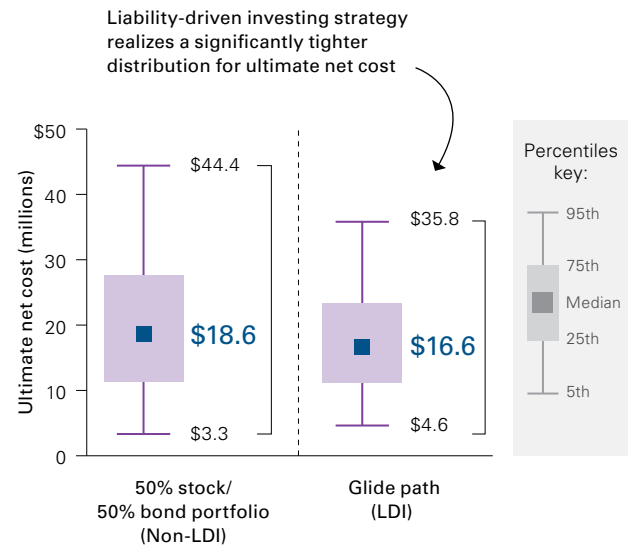 Liability-driven investing strategy
realizes a significantly tighter
distribution for ultimate net cost
Ultimate net cost (millions)
$50
40
30
20
10
0
$44.4
$18.6
$3.3
$35.8
$16.6
$4.6
50% stock/
50% bond portfolio
(Non-LDI)
Glide path
(LDI)
Percentiles
key:
95th
75th
Median
25th
5th